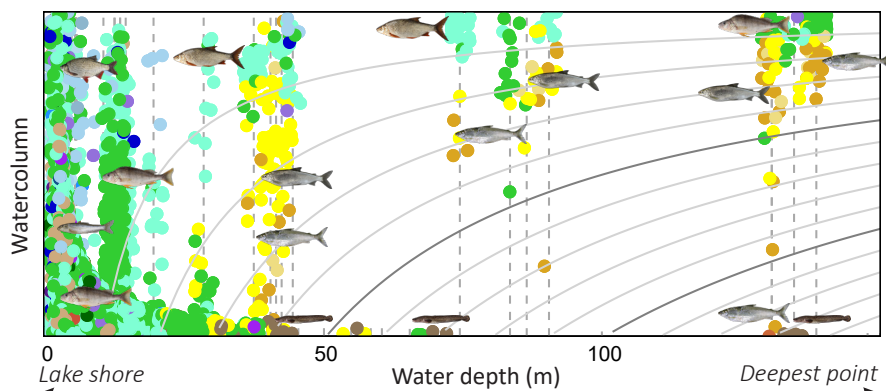 Watercolumn
0
50
100
Lake shore
Water depth (m)
Deepest point